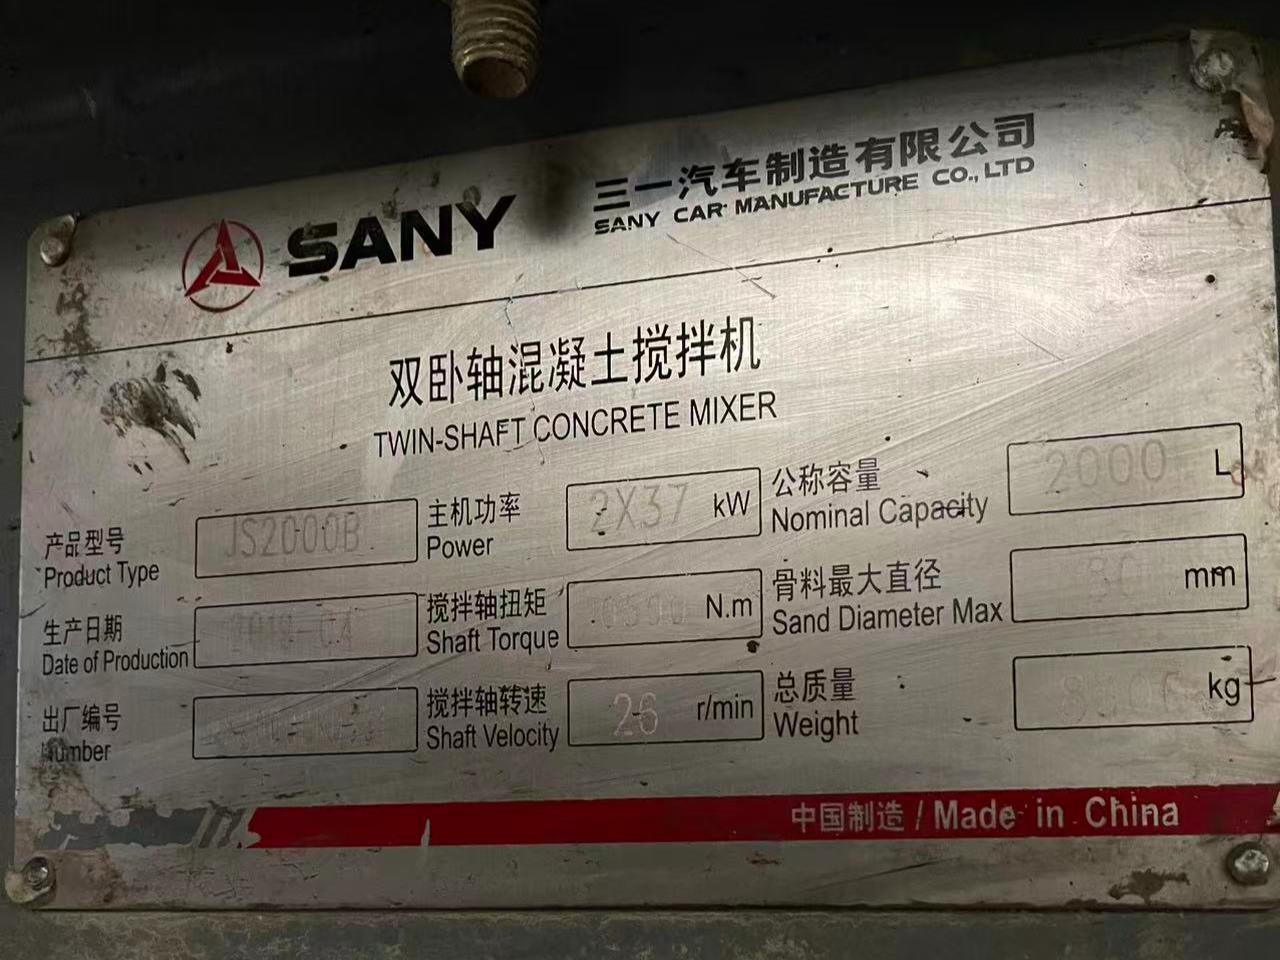 SANY
三一汽车制造有限公司
SANY CAR MANUFACTURE CO.,LTD
双卧轴混凝土搅拌机
TWIN-SHAFT CONCRETE MIXER
产品型号 JS2000B 主机功率 2X37 kW 公称容量 2000 L
Product Type Power Nominal Capacity
生产日期 搅拌轴扭矩 N.m 骨料最大直径 mm
Date of Production Shaft Torque Sand Diameter Max
出厂编号 搅拌轴转速 26 r/min 总质量 kg
Number Shaft Velocity Weight
中国制造 / Made in China